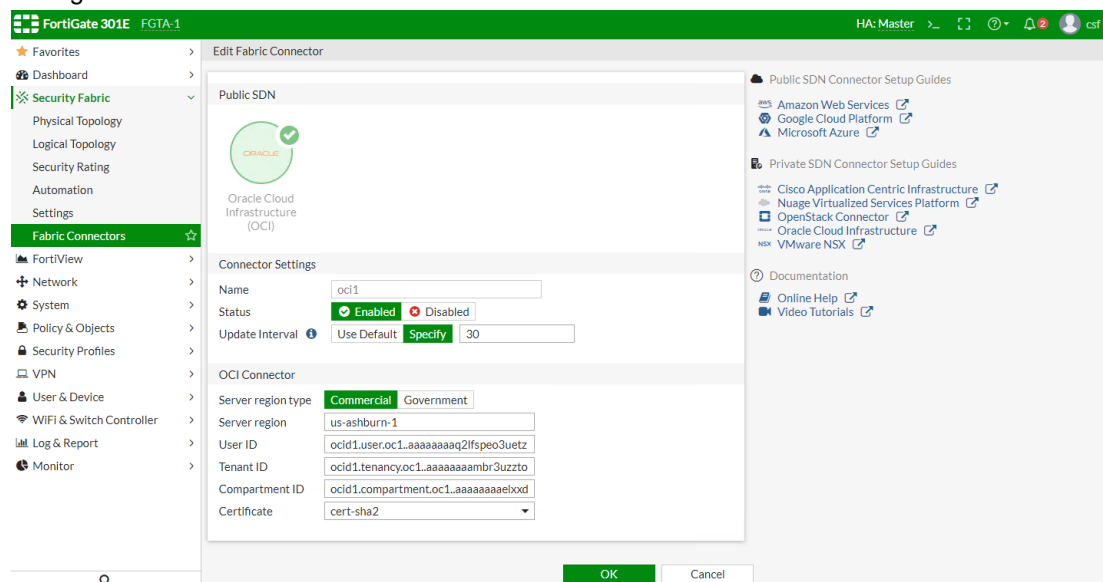 FortiGate 301E FGTA-1 HA: Master >_ 2 csf
Favorites
Dashboard
Security Fabric
Physical Topology
Logical Topology
Security Rating
Automation
Settings
Fabric Connectors
FortiView
Network
System
Policy & Objects
Security Profiles
VPN
User & Device
WiFi & Switch Controller
Log & Report
Monitor
Edit Fabric Connector
Public SDN
ORACLE
Oracle Cloud
Infrastructure
(OCI)
Connector Settings
Name oci1
Status Enabled Disabled
Update Interval Use Default Specify 30
OCI Connector
Server region type Commercial Government
Server region us-ashburn-1
User ID ocid1.user.oc1..aaaaaaaaq2lfspeo3uetz
Tenant ID ocid1.tenancy.oc1..aaaaaaaambr3uzzto
Compartment ID ocid1.compartment.oc1..aaaaaaaaelxxd
Certificate cert-sha2
OK Cancel
Public SDN Connector Setup Guides
aws Amazon Web Services
Google Cloud Platform
Microsoft Azure
Private SDN Connector Setup Guides
Cisco Application Centric Infrastructure
Nuage Virtualized Services Platform
OpenStack Connector
Oracle Cloud Infrastructure
NSX VMware NSX
Documentation
Online Help
Video Tutorials